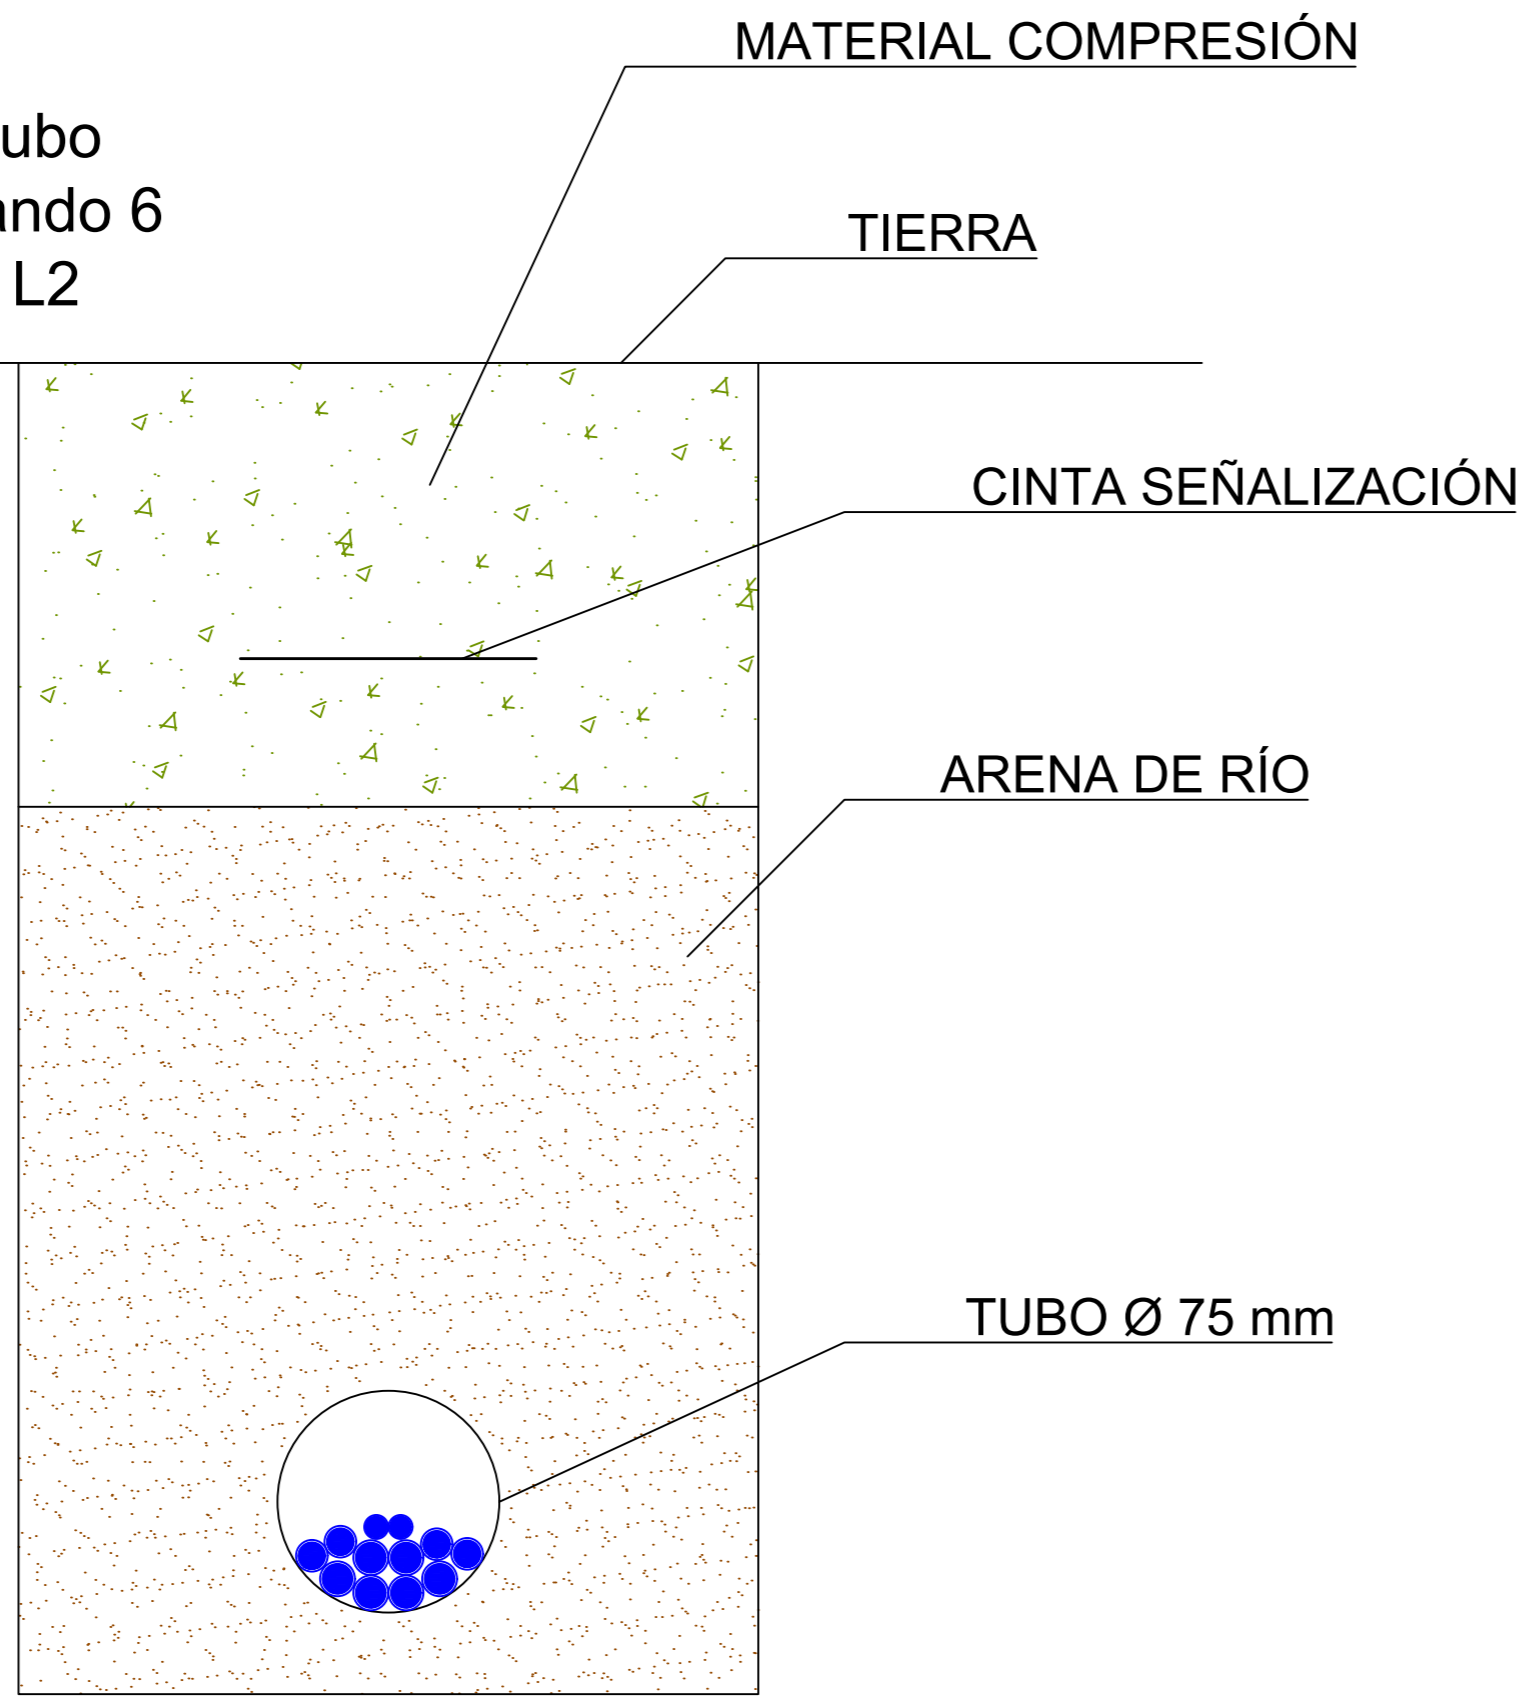 MATERIAL COMPRESIÓN
ubo
ando 6
L2
TIERRA
CINTA SEÑALIZACIÓN
ARENA DE RÍO
TUBO Ø 75 mm